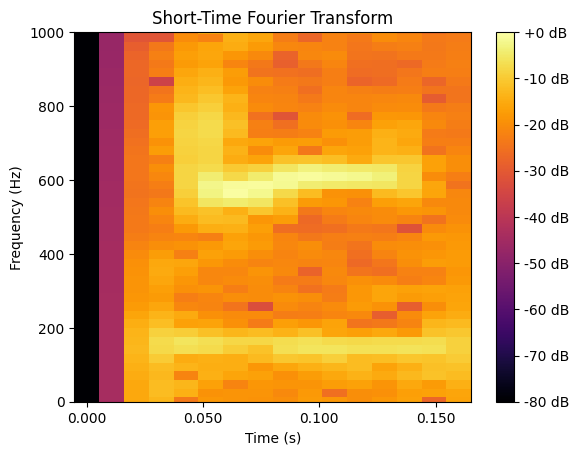 Short-Time Fourier Transform
1000
800
600
400
200
0
Frequency (Hz)
0.000
0.050
0.100
0.150
Time (s)
+0 dB
-10 dB
-20 dB
-30 dB
-40 dB
-50 dB
-60 dB
-70 dB
-80 dB